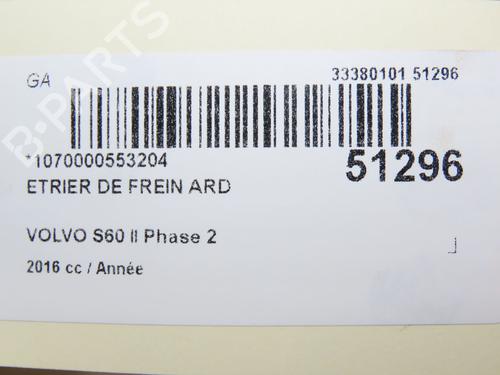 GA
33380101 51296
*1070000553204
51296
ETRIER DE FREIN ARD
VOLVO S60 II Phase 2
2016 cc / Année
B-PARTS